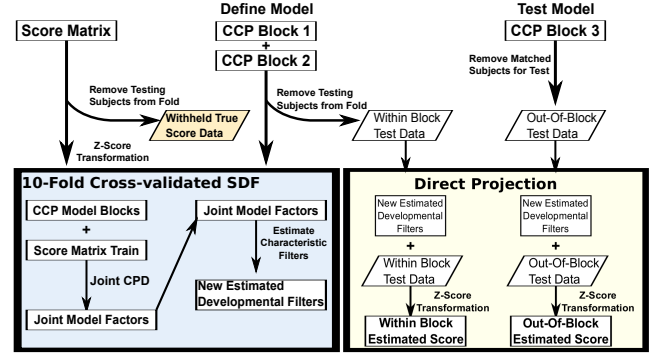 Define Model
Test Model
Score Matrix
CCP Block 1
+
CCP Block 2
CCP Block 3
Remove Testing
Subjects from Fold
Withheld True
Score Data
Z-Score
Transformation
Remove Testing
Subjects from Fold
Within Block
Test Data
Remove Matched
Subjects for Test
Out-Of-Block
Test Data
10-Fold Cross-validated SDF
CCP Model Blocks
+
Score Matrix Train
Joint CPD
Joint Model Factors
Joint Model Factors
Estimate
Characteristic
Filters
New Estimated
Developmental Filters
Direct Projection
New Estimated
Developmental
Filters
+
Within Block
Test Data
Z-Score
Transformation
Within Block
Estimated Score
New Estimated
Developmental
Filters
+
Out-Of-Block
Test Data
Z-Score
Transformation
Out-Of-Block
Estimated Score